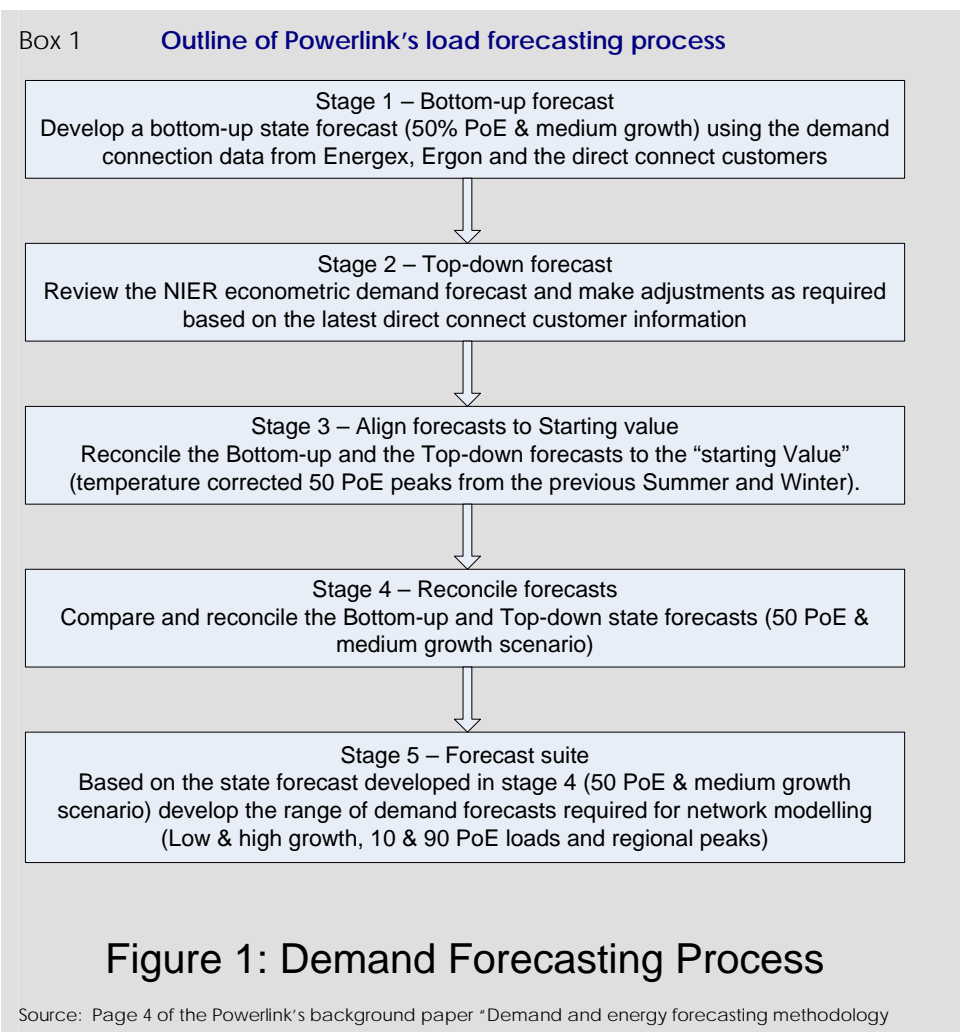 Box 1 Outline of Powerlink's load forecasting process
Stage 1 – Bottom-up forecast
Develop a bottom-up state forecast (50% PoE & medium growth) using the demand
connection data from Energex, Ergon and the direct connect customers
Stage 2 – Top-down forecast
Review the NIER econometric demand forecast and make adjustments as required
based on the latest direct connect customer information
Stage 3 – Align forecasts to Starting value
Reconcile the Bottom-up and the Top-down forecasts to the “starting Value”
(temperature corrected 50 PoE peaks from the previous Summer and Winter).
Stage 4 – Reconcile forecasts
Compare and reconcile the Bottom-up and Top-down state forecasts (50 PoE &
medium growth scenario)
Stage 5 – Forecast suite
Based on the state forecast developed in stage 4 (50 PoE & medium growth
scenario) develop the range of demand forecasts required for network modelling
(Low & high growth, 10 & 90 PoE loads and regional peaks)
Figure 1: Demand Forecasting Process
Source: Page 4 of the Powerlink's background paper “Demand and energy forecasting methodology